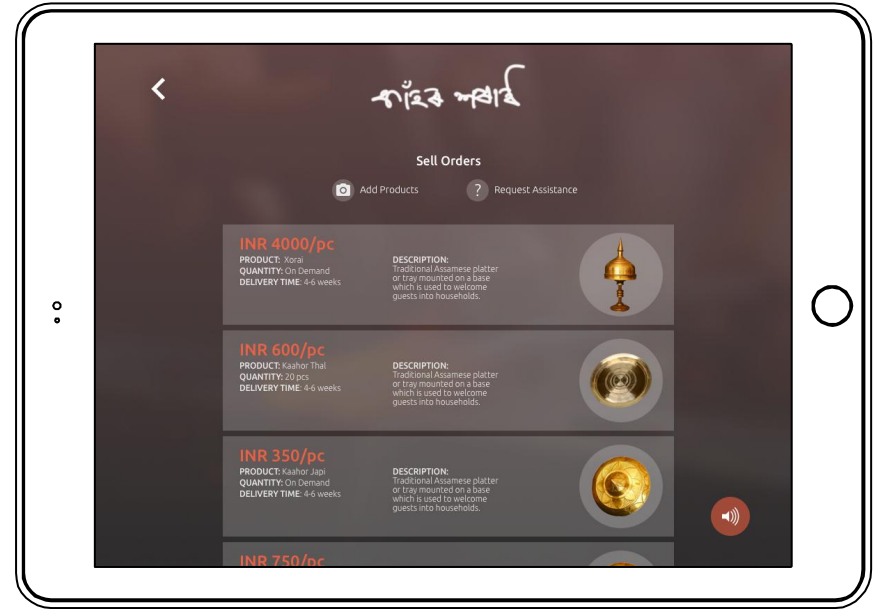 কাঁহৰ শৰাই
Sell Orders
Add Products
? Request Assistance
INR 4000/pc
PRODUCT: Xorai
QUANTITY: On Demand
DELIVERY TIME: 4-6 weeks
DESCRIPTION:
Traditional Assamese platter
or tray mounted on a base
which is used to welcome
guests into households.
INR 600/pc
PRODUCT: Kaahor Thal
QUANTITY: 20 pcs
DELIVERY TIME: 4-6 weeks
DESCRIPTION:
Traditional Assamese platter
or tray mounted on a base
which is used to welcome
guests into households.
INR 350/pc
PRODUCT: Kaahor Japi
QUANTITY: On Demand
DELIVERY TIME: 4-6 weeks
DESCRIPTION:
Traditional Assamese platter
or tray mounted on a base
which is used to welcome
guests into households.
INR 750/pc